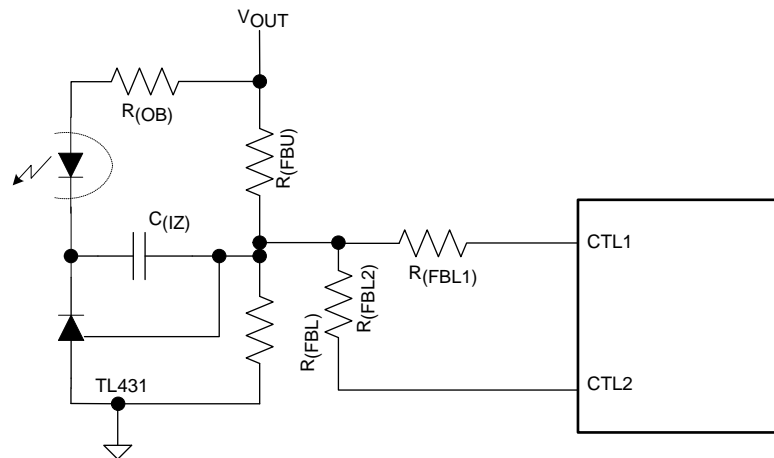 VOUT
R(OB)
R(FBU)
C(IZ)
CTL1
R(FBL1)
R(FBL2)
R(FBL)
TL431
CTL2